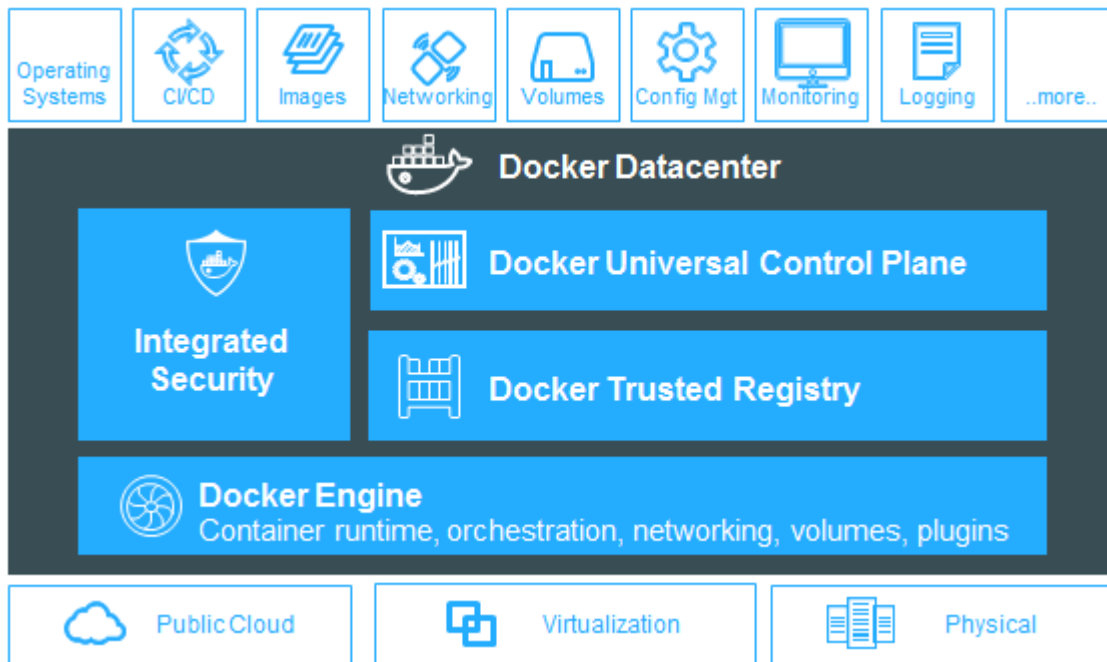 Operating
Systems
CI/CD
Images
Networking
Volumes
Config Mgt
Monitoring
Logging
..more..
Docker Datacenter
Integrated
Security
Docker Universal Control Plane
Docker Trusted Registry
Docker Engine
Container runtime, orchestration, networking, volumes, plugins
Public Cloud
Virtualization
Physical